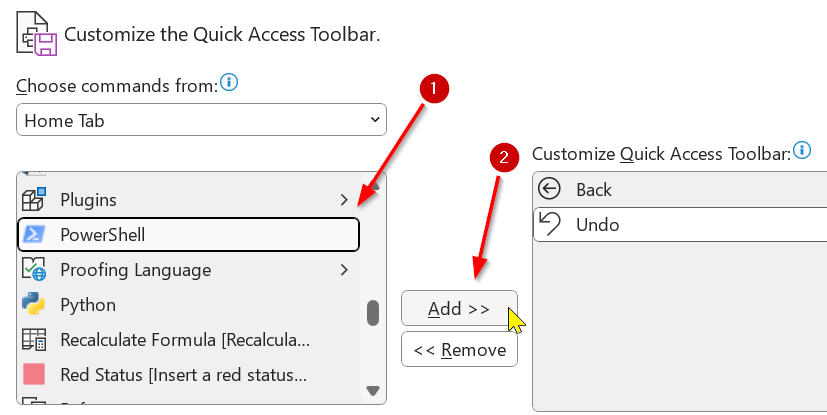 Customize the Quick Access Toolbar.
Choose commands from:
Home Tab
1
2
Customize Quick Access Toolbar:
Plugins
PowerShell
Proofing Language
Python
Recalculate Formula [Recalcula...
Red Status [Insert a red status...
Add >>
<< Remove
Back
Undo